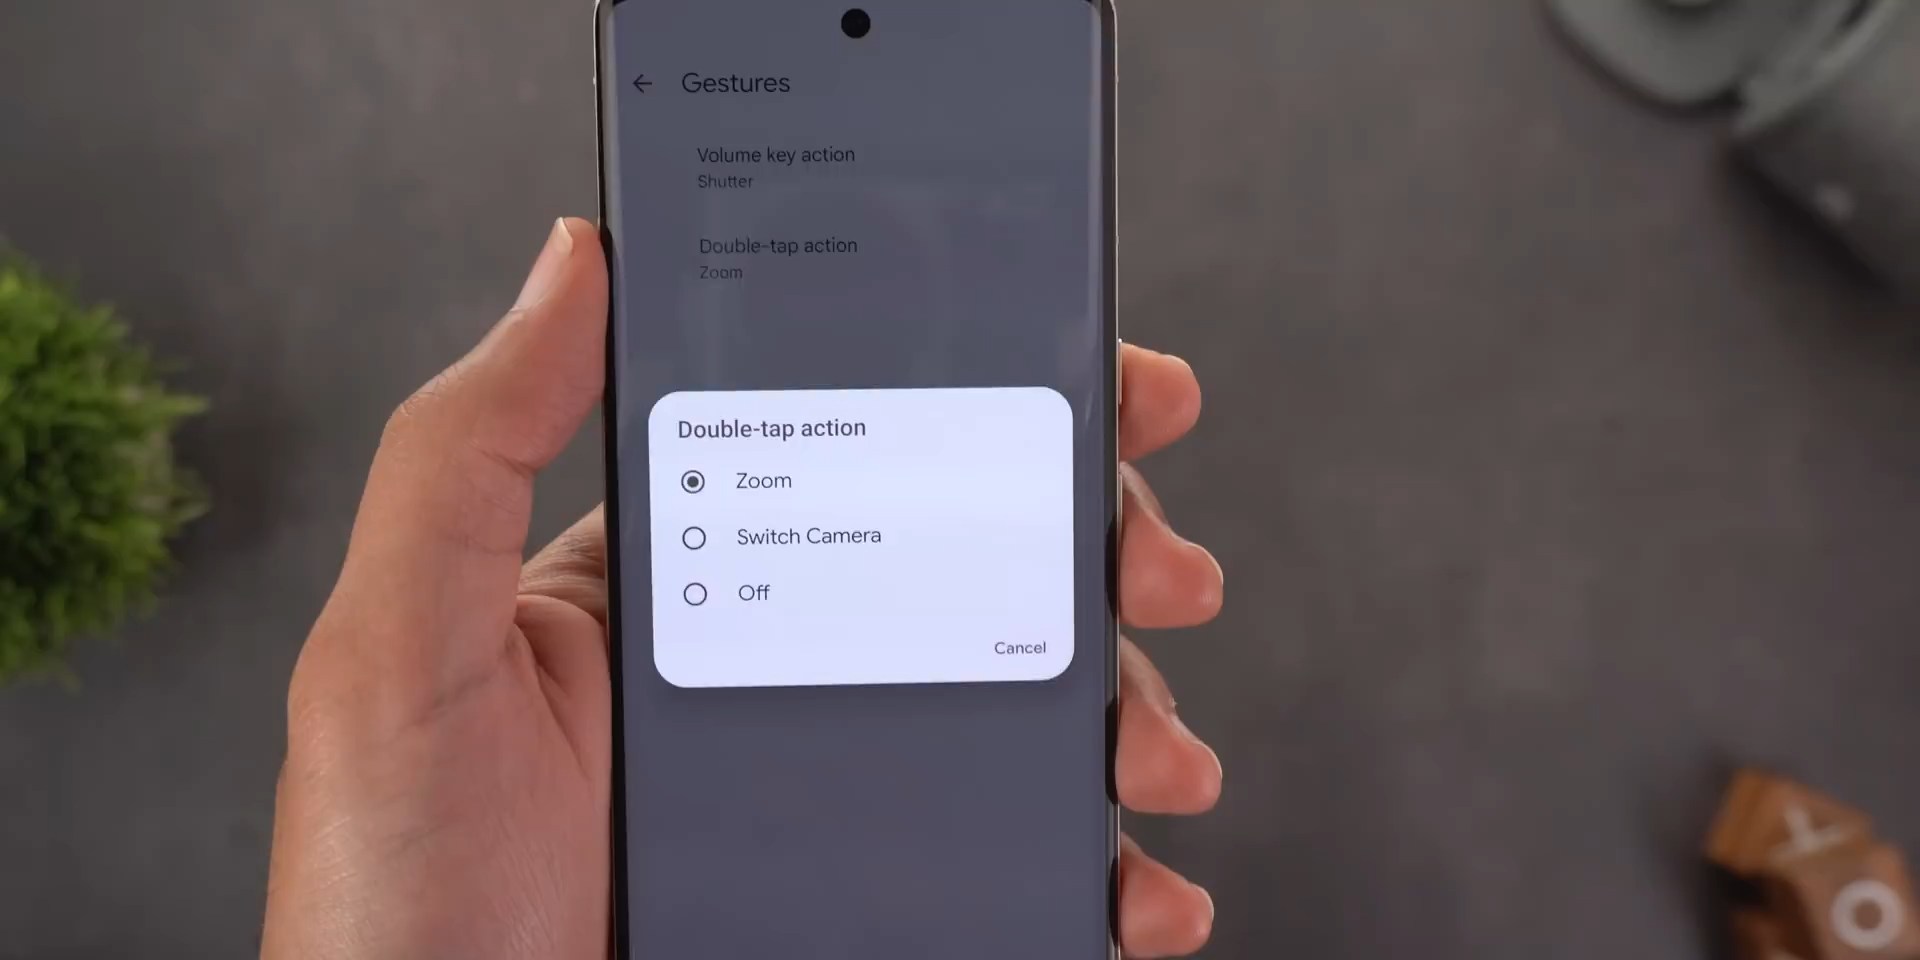 Gestures
Volume key action
Shutter
Double-tap action
Zoom
Double-tap action
Zoom
Switch Camera
Off
Cancel
X
O